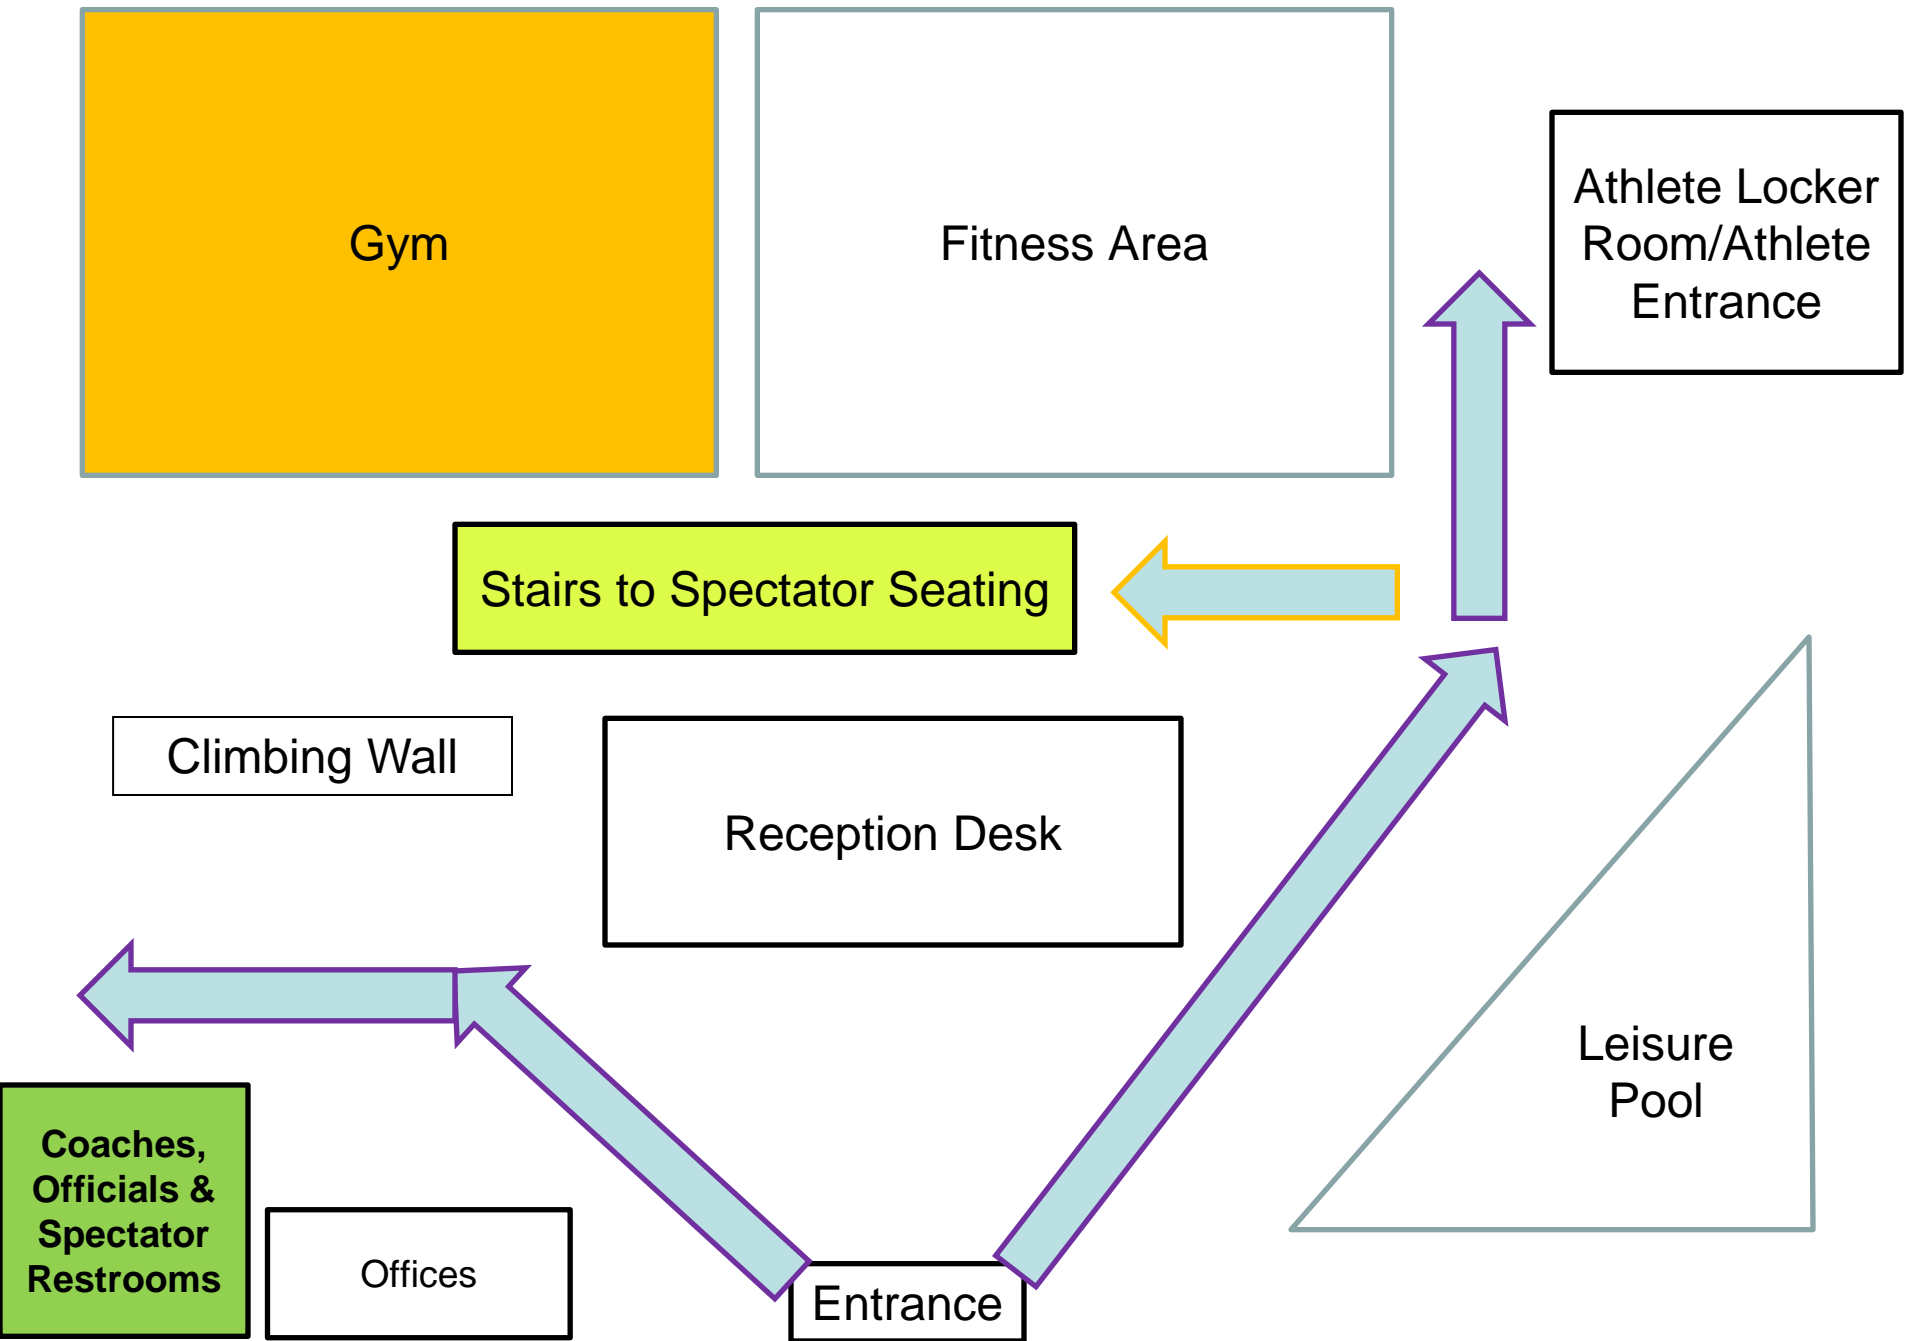 Gym
Fitness Area
Athlete Locker
Room/Athlete
Entrance
Stairs to Spectator Seating
Climbing Wall
Reception Desk
Leisure
Pool
Coaches,
Officials &
Spectator
Restrooms
Offices
Entrance